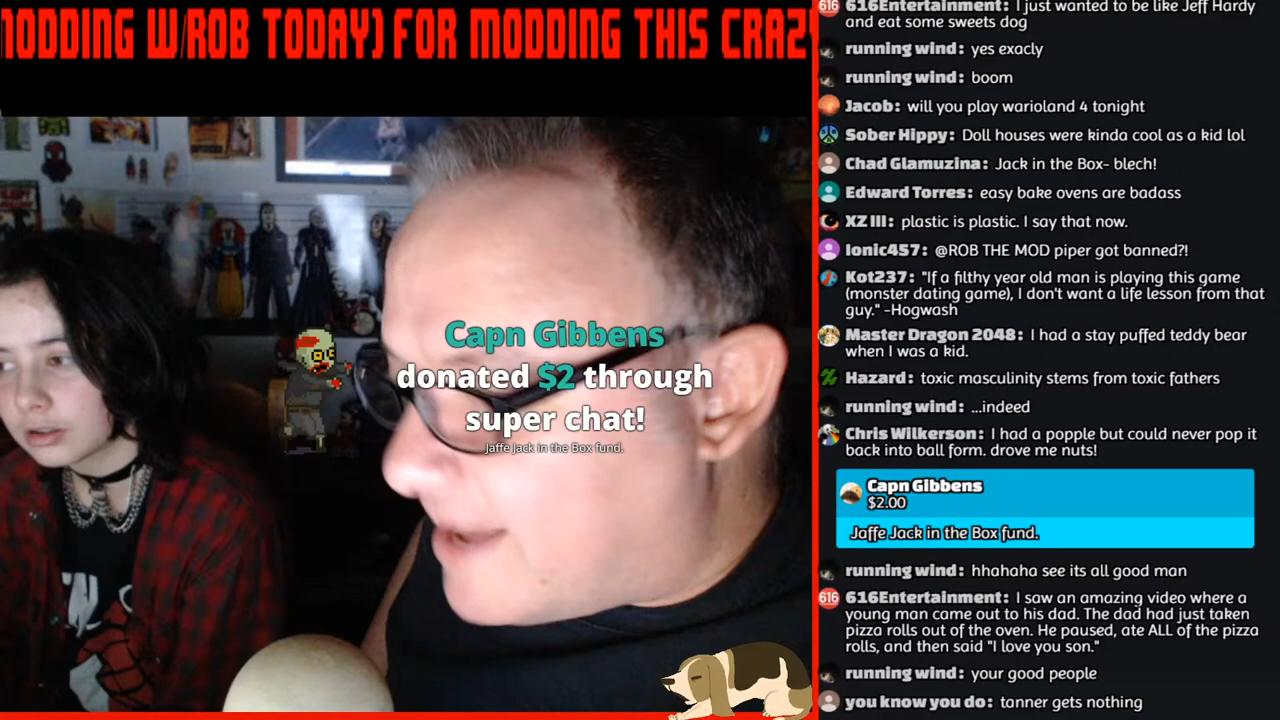 MODDING W/ROB TODAY) FOR MODDING THIS CRAZY
Capn Gibbens
donated $2 through
super chat!
Jaffe Jack in the Box fund.
616 616Entertainment: I just wanted to be like Jeff Hardy
and eat some sweets dog
running wind: yes exacly
running wind: boom
Jacob: will you play warioland 4 tonight
Sober Hippy: Doll houses were kinda cool as a kid lol
Chad Glamuzina: Jack in the Box- blech!
Edward Torres: easy bake ovens are badass
XZ III: plastic is plastic. I say that now.
Ionic457: @ROB THE MOD piper got banned?!
Kot237: "If a filthy year old man is playing this game
(monster dating game), I don't want a life lesson from that
guy." -Hogwash
Master Dragon 2048: I had a stay puffed teddy bear
when I was a kid.
Hazard: toxic masculinity stems from toxic fathers
running wind: ...indeed
Chris Wilkerson: I had a popple but could never pop it
back into ball form. drove me nuts!
Capn Gibbens
$2.00
Jaffe Jack in the Box fund.
running wind: hhahaha see its all good man
616 616Entertainment: I saw an amazing video where a
young man came out to his dad. The dad had just taken
pizza rolls out of the oven. He paused, ate ALL of the pizza
rolls, and then said "I love you son."
running wind: your good people
you know you do: tanner gets nothing